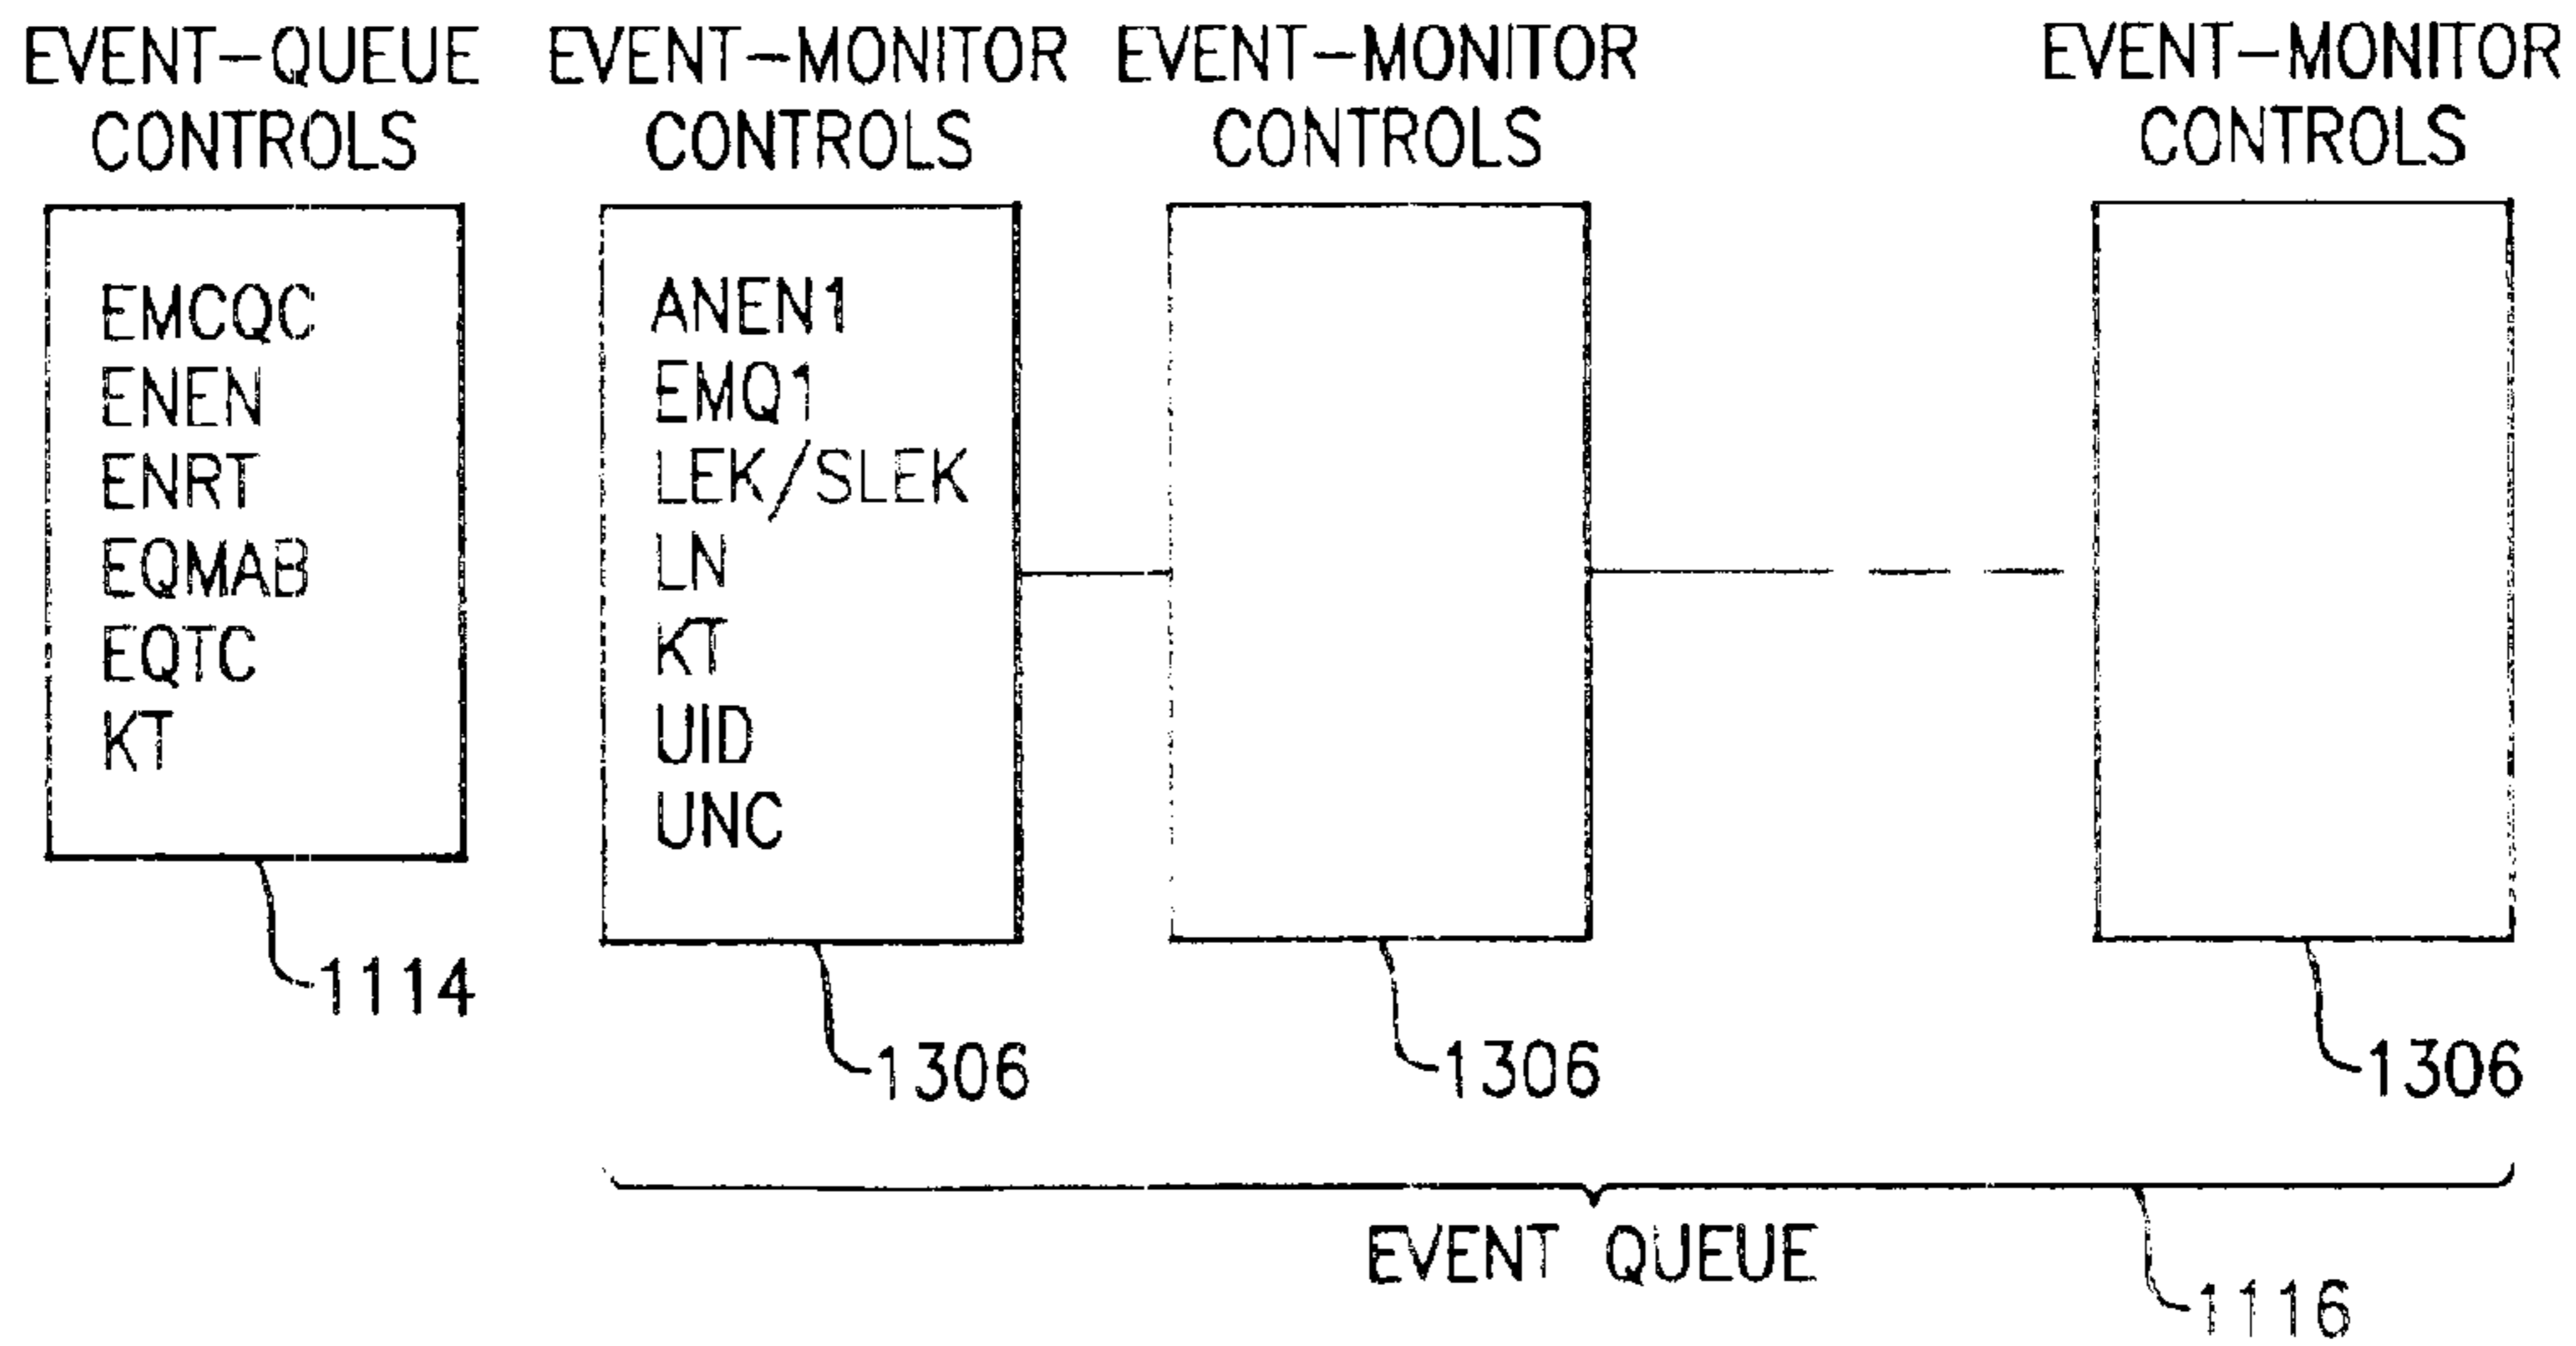 EVENT-QUEUE
CONTROLS
EVENT-MONITOR
CONTROLS
EVENT-MONITOR
CONTROLS
EVENT-MONITOR
CONTROLS
EMCQC
ENEN
ENRT
EQMAB
EQTC
KT
1114
ANEN1
EMQ1
LEK/SLEK
LN
KT
UID
UNC
1306
1306
1306
EVENT QUEUE
1116